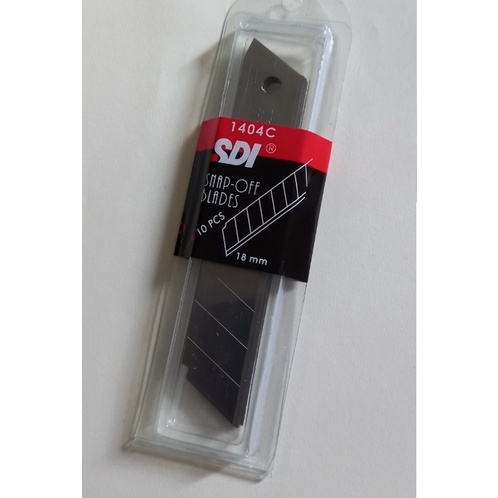 1404C
SDI ®
SNAP-OFF
BLADES
10 PCS
18 mm